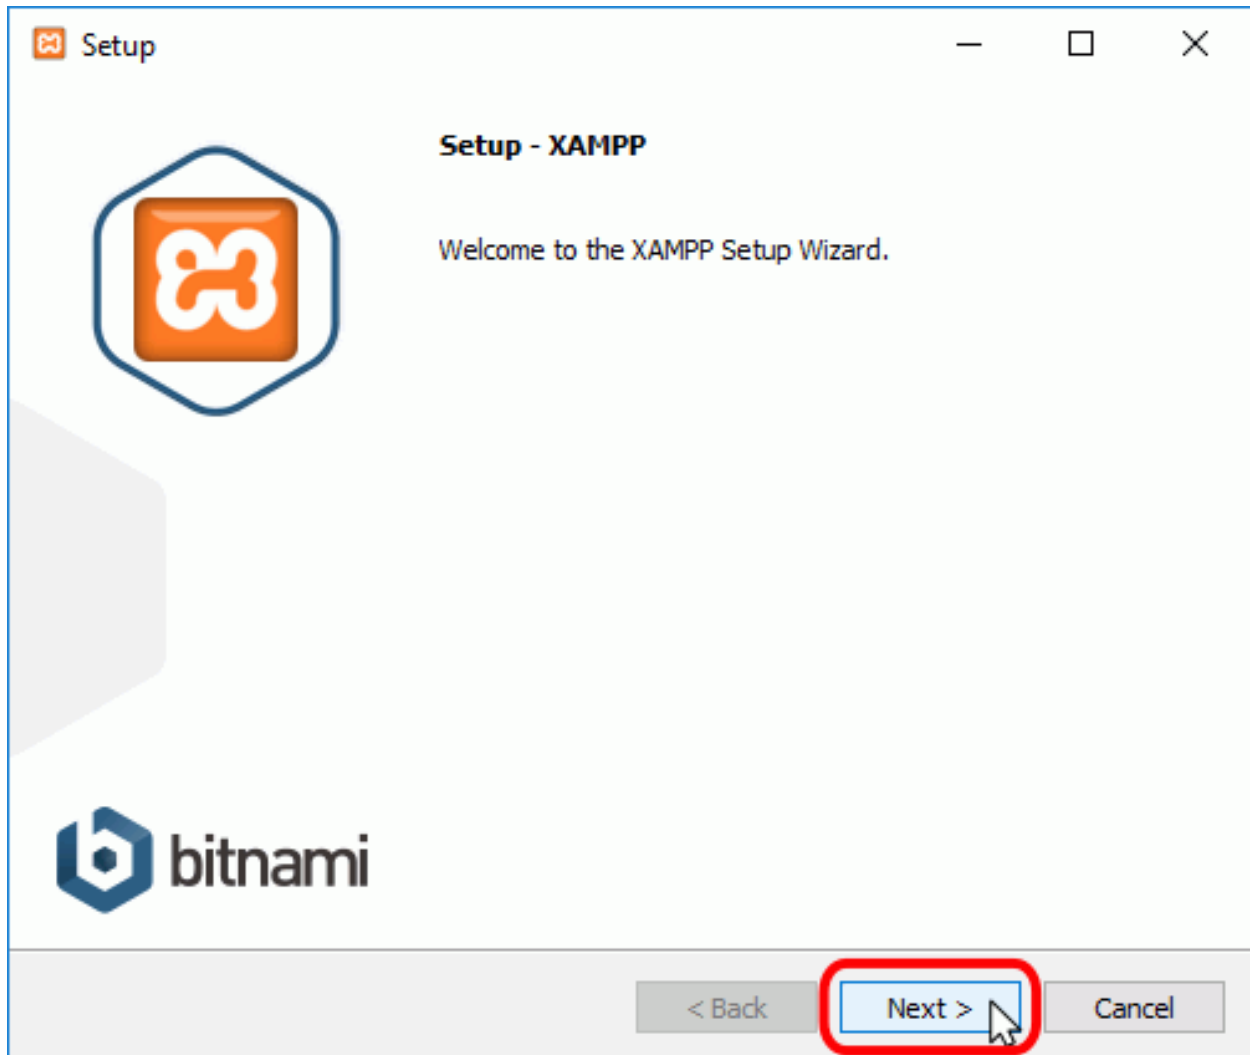 Setup
Setup - XAMPP
Welcome to the XAMPP Setup Wizard.
bitnami
< Back
Next >
Cancel